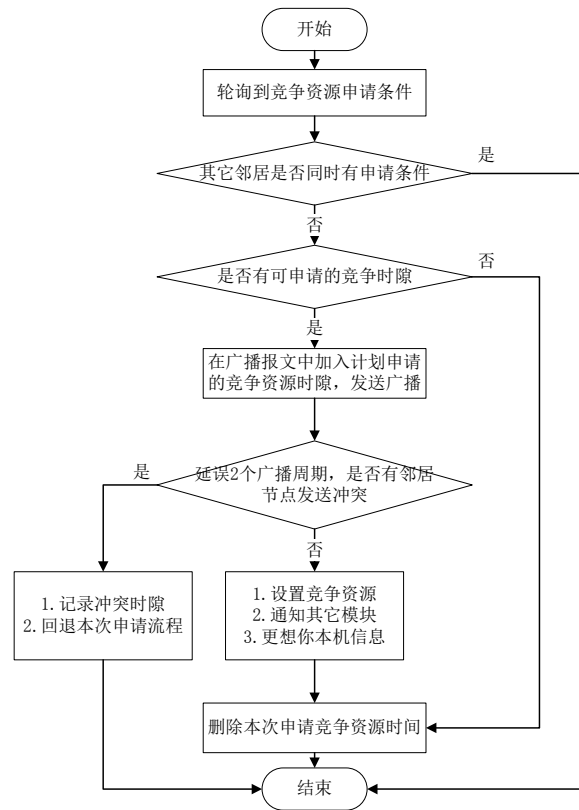 开始
轮询到竞争资源申请条件
其它邻居是否同时有申请条件
是
否
是否有可申请的竞争时隙
否
是
在广播报文中加入计划申请
的竞争资源时隙，发送广播
延误2个广播周期，是否有邻居
节点发送冲突
是
否
1.记录冲突时隙
2.回退本次申请流程
1.设置竞争资源
2.通知其它模块
3.更想你本机信息
删除本次申请竞争资源时间
结束